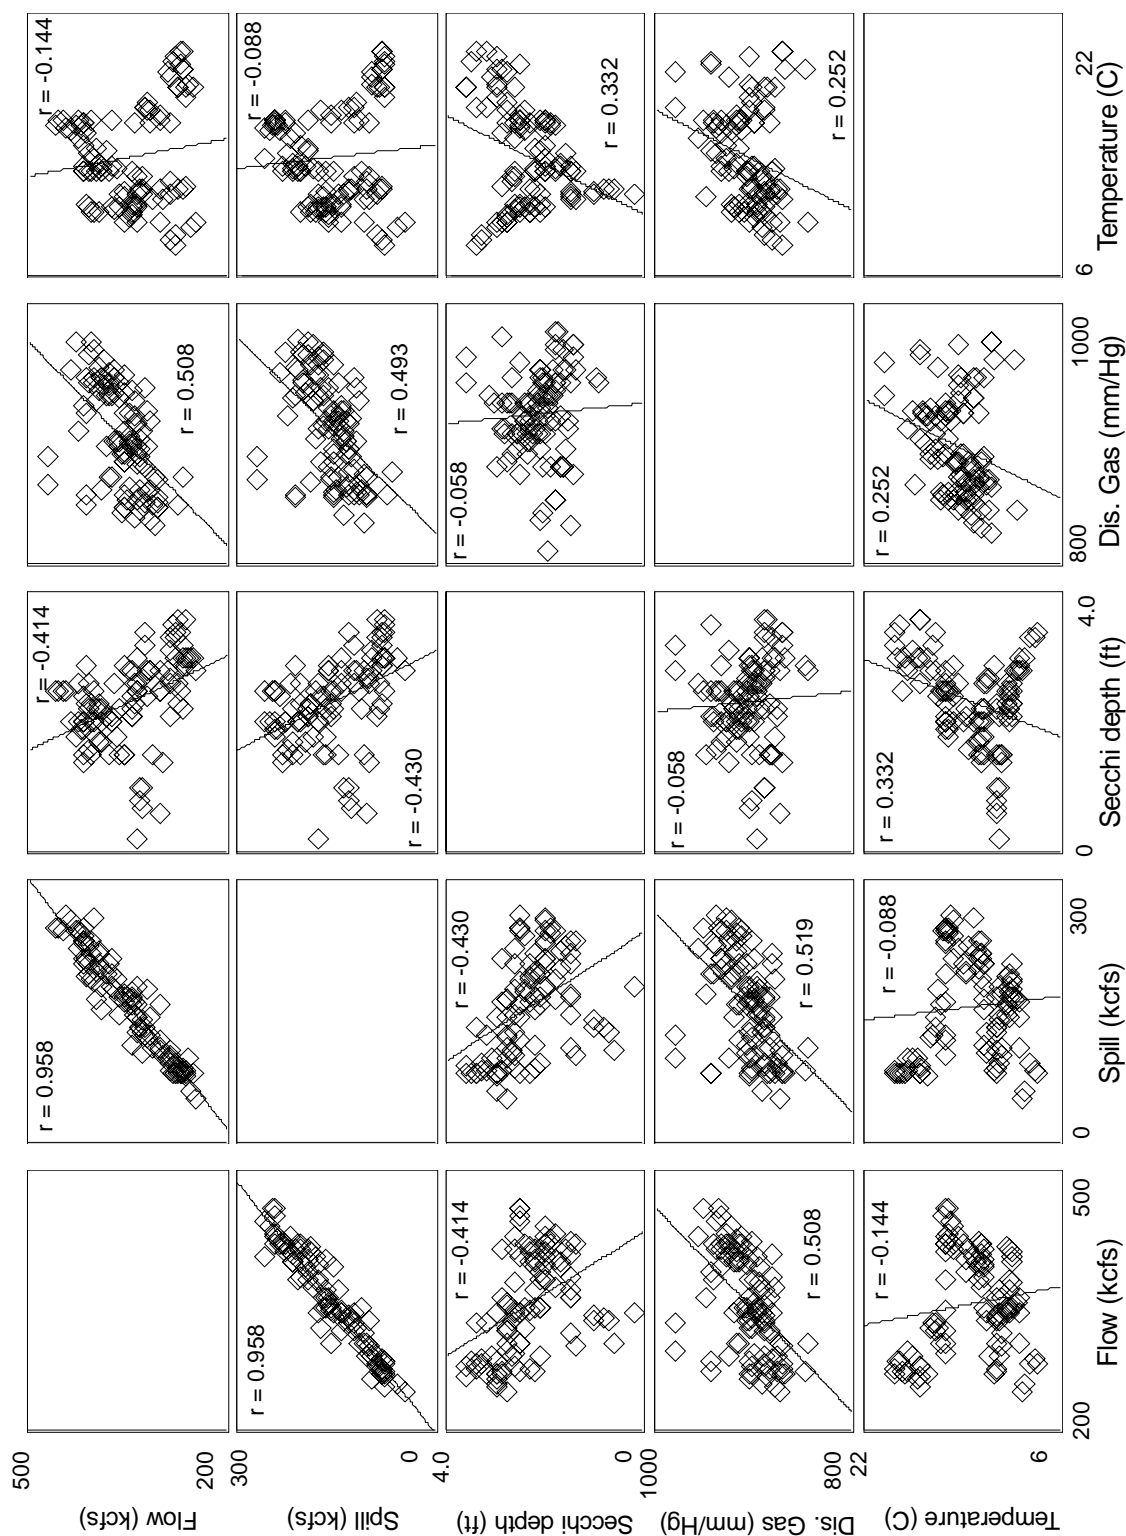 500
Flow (kcfs)
200
r = 0.958
r= -0.414
r = 0.508
r = -0.144
300
Spill (kcfs)
0
r = 0.958
r = -0.430
r = 0.493
r = -0.088
4.0
Secchi depth (ft)
0
r = -0.414
r = -0.430
r = -0.058
r = 0.332
1000
Dis. Gas (mm/Hg)
800
r = 0.508
r = 0.519
r = -0.058
r = 0.252
22
Temperature (C)
6
r = -0.144
r = -0.088
r = 0.332
r = 0.252
200 500 0 300 0 4.0 800 1000 6 22
Flow (kcfs) Spill (kcfs) Secchi depth (ft) Dis. Gas (mm/Hg) Temperature (C)